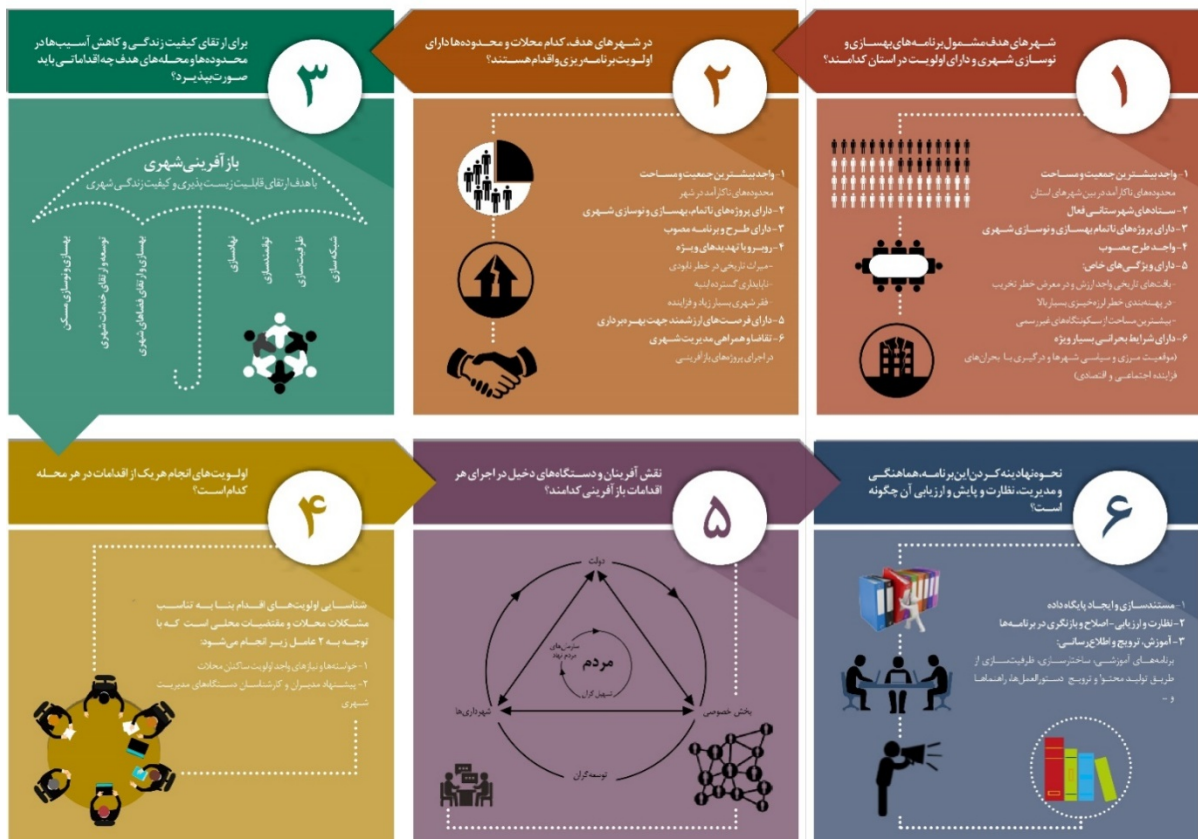 شهرهای هدف مشمول برنامه‌های بهسازی و
نوسازی شهری و دارای اولویت در استان کدامند؟
۱
۱- واجد بیشترین جمعیت و مساحت
محدوده‌های ناکارآمد در بین شهرهای استان
۲- ستادهای شهرستانی فعال
۳- دارای پروژه‌های ناتمام بهسازی و نوسازی شهری
۴- واجد طرح مصوب
۵- دارای ویژگی‌های خاص:
-بافت‌های تاریخی واجد ارزش و در معرض خطر تخریب
-در پهنه‌بندی خطر لرزه‌خیزی بسیار بالا
-بیشترین مساحت از سکونتگاه‌های غیررسمی
۶- دارای شرایط بحرانی بسیار ویژه
(موقعیت مرزی و سیاسی شهرها و درگیری با بحران‌های
فزاینده اجتماعی و اقتصادی)
در شهرهای هدف، کدام محلات و محدوده‌ها دارای
اولویت برنامه‌ریزی و اقدام هستند؟
۲
۱- واجد بیشترین جمعیت و مساحت
محدوده‌های ناکارآمد در شهر
۲- دارای پروژه‌های ناتمام، بهسازی و نوسازی شهری
۳- دارای طرح و برنامه مصوب
۴- روبرو با تهدیدهای ویژه
-میراث تاریخی در خطر نابودی
-ناپایداری گسترده ابنیه
-فقر شهری بسیار زیاد و فزاینده
۵- دارای فرصت‌های ارزشمند جهت بهره‌برداری
۶- تقاضا و همراهی مدیریت شهری
در اجرای پروژه‌های بازآفرینی
برای ارتقای کیفیت زندگی و کاهش آسیب‌ها در
محدوده‌ها و محله‌های هدف چه اقداماتی باید
صورت بپذیرد؟
۳
بازآفرینی شهری
با هدف ارتقای قابلیت زیست‌پذیری و کیفیت زندگی شهری
شبکه‌سازی
ظرفیت‌سازی
توانمندسازی
نهادسازی
بهسازی و ارتقای فضاهای شهری
توسعه و ارتقای خدمات شهری
بهسازی و نوسازی مسکن
اولویت‌های انجام هر یک از اقدامات در هر محله
کدام است؟
۴
شناسایی اولویت‌های اقدام بنا به تناسب
مشکلات محلات و مقتضیات محلی است که با
توجه به ۲ عامل زیر انجام می‌شود:
۱- خواسته‌ها و نیازهای واجد اولویت ساکنان محلات
۲- پیشنهاد مدیران و کارشناسان دستگاه‌های مدیریت
شهری
نقش آفرینان و دستگاه‌های دخیل در اجرای هر
اقدامات بازآفرینی کدامند؟
۵
دولت
سازمان‌های
مردم نهاد
مردم
تسهیل گران
شهرداری‌ها
بخش خصوصی
توسعه‌گران
نحوه نهادینه کردن این برنامه، هماهنگی
و مدیریت، نظارت و پایش و ارزیابی آن چگونه
است؟
۶
۱- مستندسازی و ایجاد پایگاه داده
۲- نظارت و ارزیابی- اصلاح و بازنگری در برنامه‌ها
۳- آموزش، ترویج و اطلاع‌رسانی:
برنامه‌های آموزشی، ساختارسازی، ظرفیت‌سازی از
طریق تولید محتوا و ترویج دستورالعمل‌ها، راهنماها
و ...